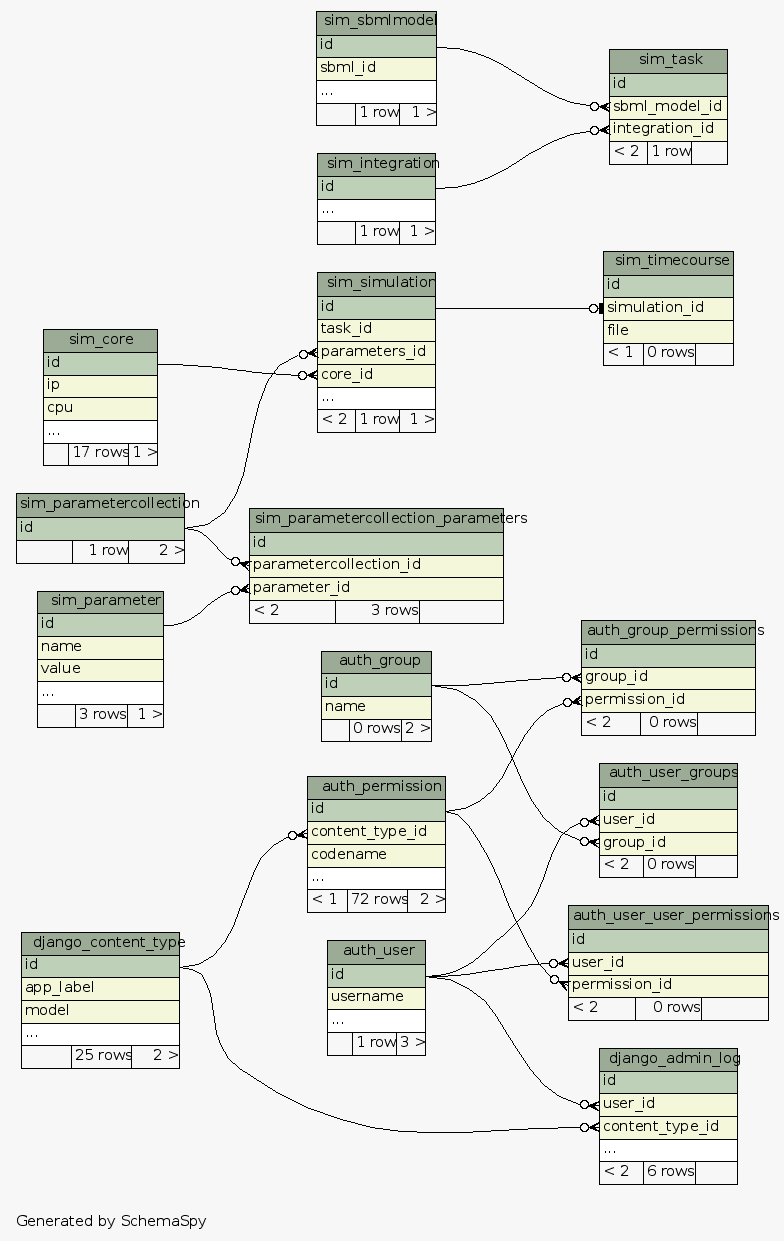 sim_sbmlmodel
id
sbml_id
...
1 row 1 >
sim_task
id
sbml_model_id
integration_id
< 2 1 row
sim_integration
id
...
1 row 1 >
sim_simulation
id
task_id
parameters_id
core_id
...
< 2 1 row 1 >
sim_timecourse
id
simulation_id
file
< 1 0 rows
sim_core
id
ip
cpu
...
17 rows 1 >
sim_parametercollection
id
1 row 2 >
sim_parametercollection_parameters
id
parametercollection_id
parameter_id
< 2 3 rows
sim_parameter
id
name
value
...
3 rows 1 >
auth_group_permissions
id
group_id
permission_id
< 2 0 rows
auth_group
id
name
0 rows 2 >
auth_user_groups
id
user_id
group_id
< 2 0 rows
auth_permission
id
content_type_id
codename
...
< 1 72 rows 2 >
auth_user_user_permissions
id
user_id
permission_id
< 2 0 rows
django_content_type
id
app_label
model
...
25 rows 2 >
auth_user
id
username
...
1 row 3 >
django_admin_log
id
user_id
content_type_id
...
< 2 6 rows
Generated by SchemaSpy